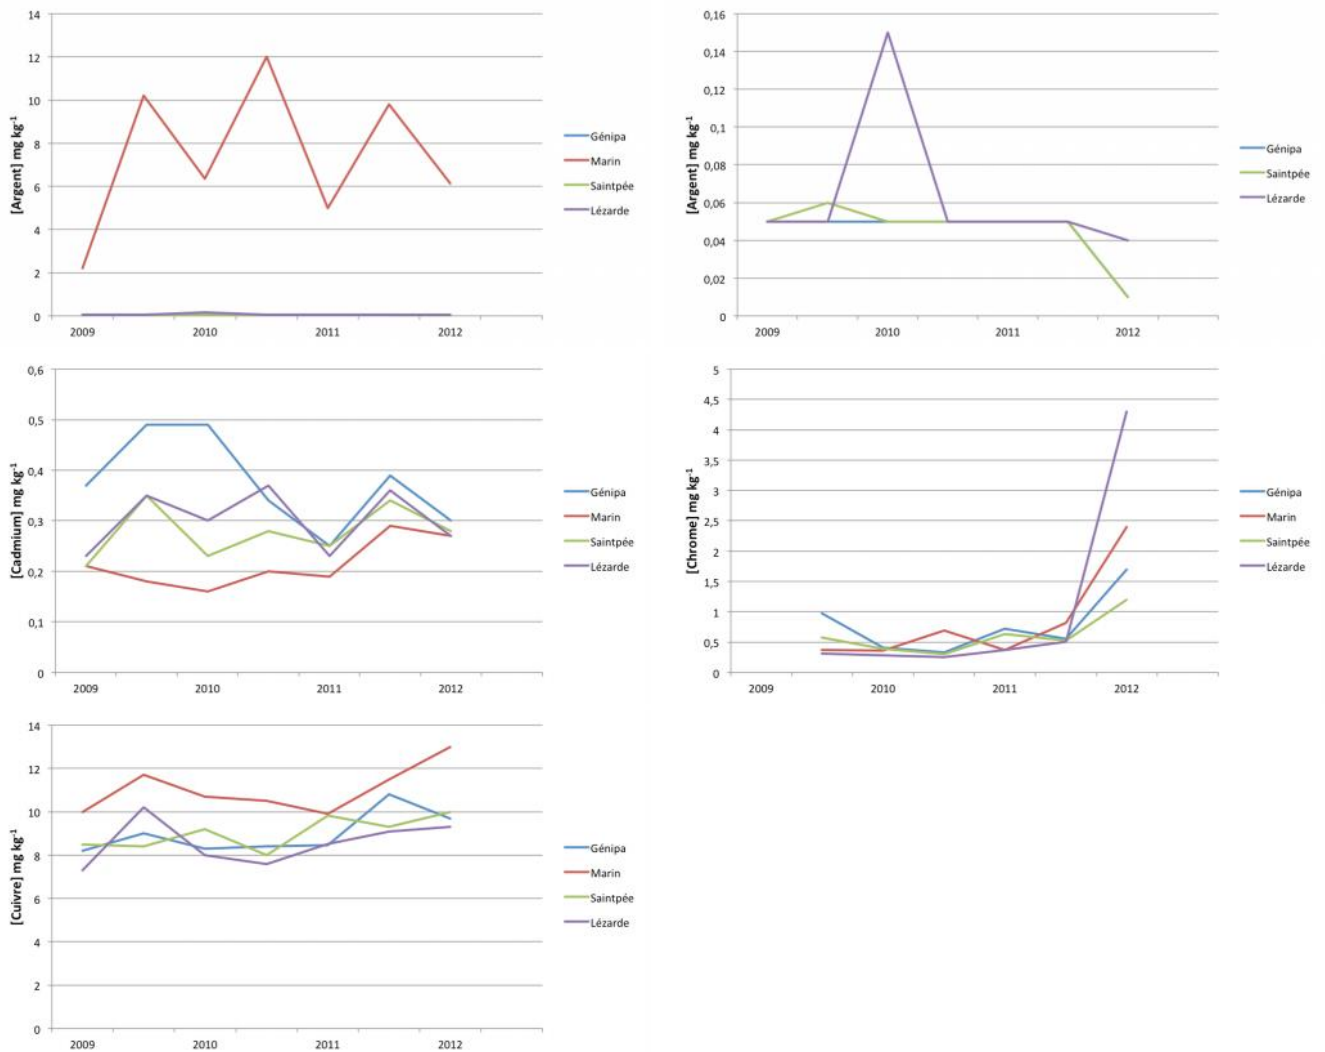 [Argent] mg kg-1
14
12
10
8
6
4
2
0
2009 2010 2011 2012
Génipa
Marin
Saintpée
Lézarde
[Argent] mg kg-1
0,16
0,14
0,12
0,1
0,08
0,06
0,04
0,02
0
2009 2010 2011 2012
Génipa
Saintpée
Lézarde
[Cadmium] mg kg-1
0,6
0,5
0,4
0,3
0,2
0,1
0
2009 2010 2011 2012
Génipa
Marin
Saintpée
Lézarde
[Chrome] mg kg-1
5
4,5
4
3,5
3
2,5
2
1,5
1
0,5
0
2009 2010 2011 2012
Génipa
Marin
Saintpée
Lézarde
[Cuivre] mg kg-1
14
12
10
8
6
4
2
0
2009 2010 2011 2012
Génipa
Marin
Saintpée
Lézarde